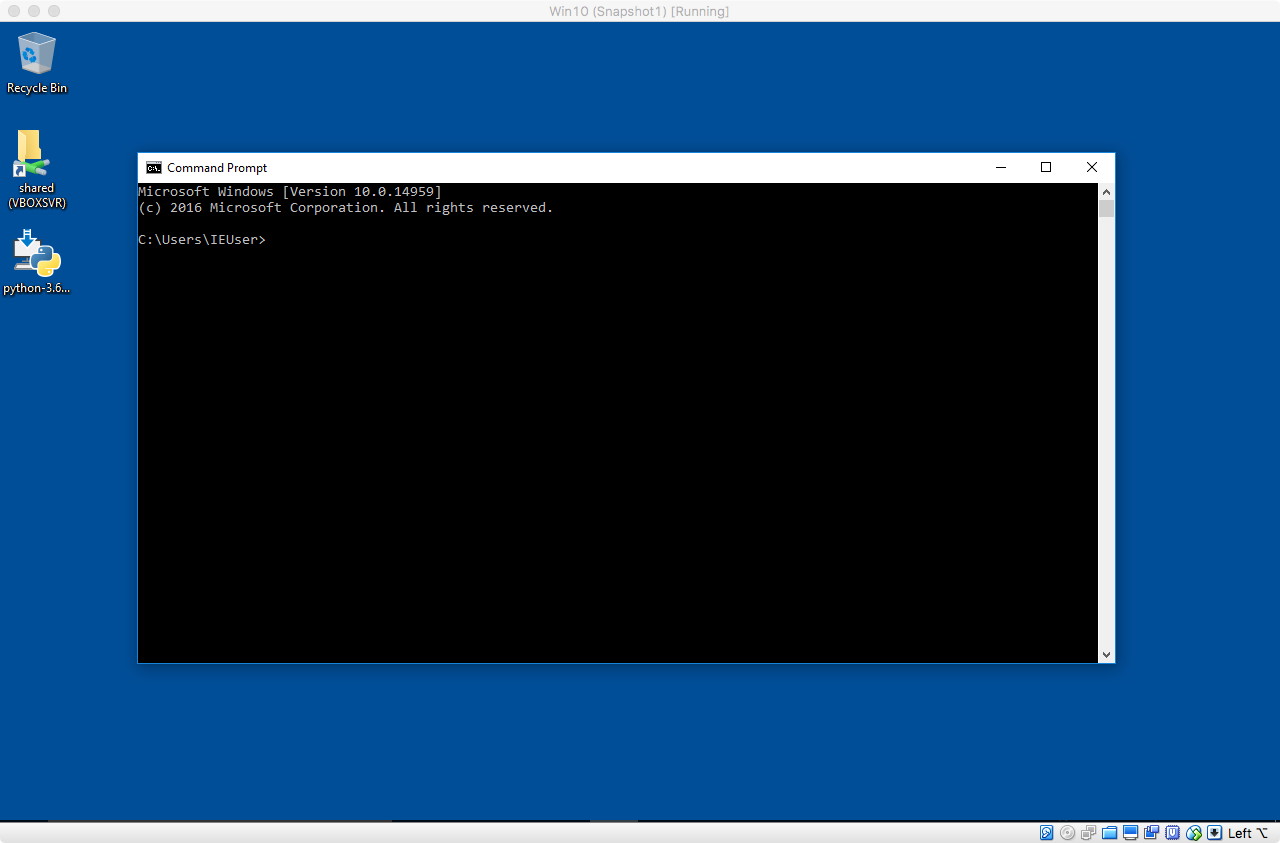 Win10 (Snapshot1) [Running]
Recycle Bin
shared
(VBOXSVR)
python-3.6...
Command Prompt
Microsoft Windows [Version 10.0.14959]
(c) 2016 Microsoft Corporation. All rights reserved.
C:\Users\IEUser>
Left ⌥